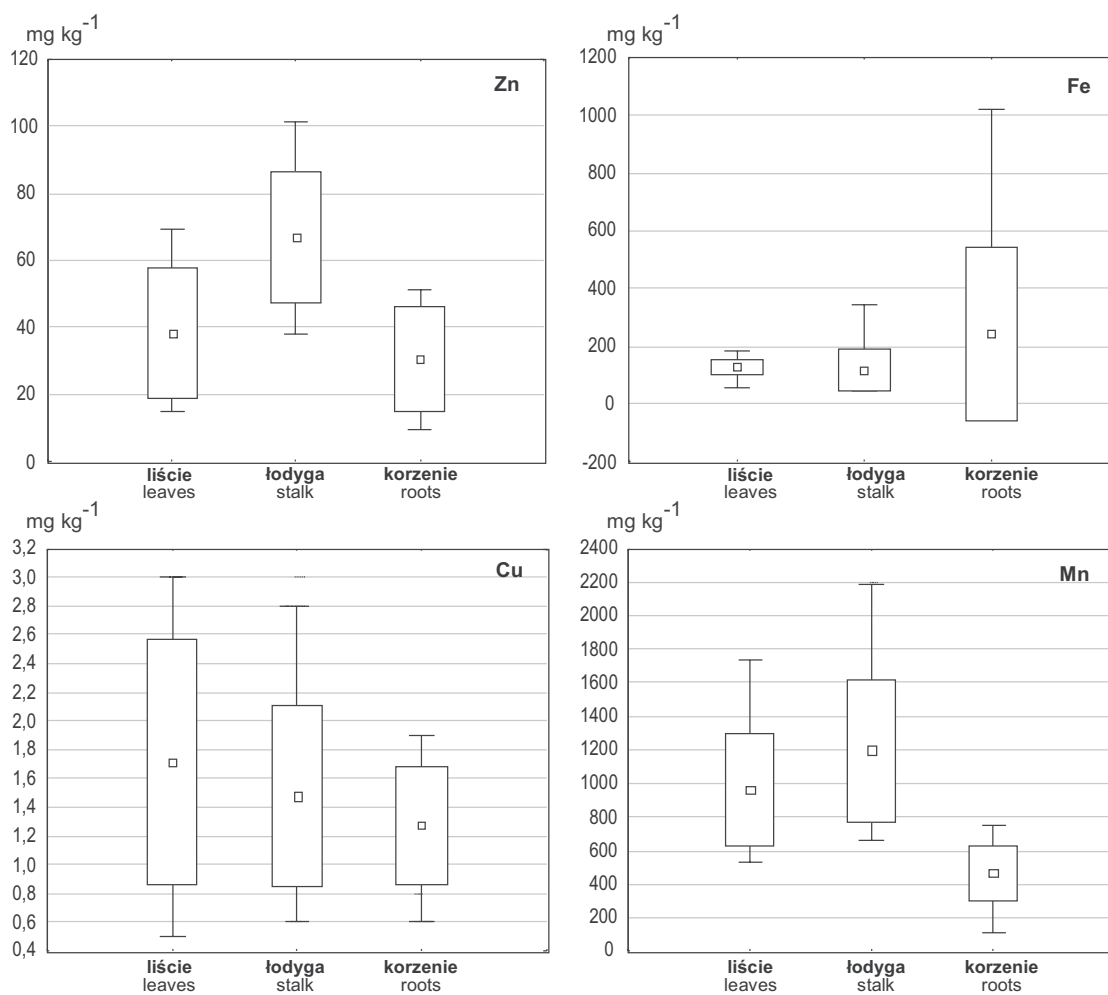 mg kg-1
120
100
80
60
40
20
0
Zn
liście
leaves
łodyga
stalk
korzenie
roots
mg kg-1
1200
1000
800
600
400
200
0
-200
Fe
liście
leaves
łodyga
stalk
korzenie
roots
mg kg-1
3,2
3,0
2,8
2,6
2,4
2,2
2,0
1,8
1,6
1,4
1,2
1,0
0,8
0,6
0,4
Cu
liście
leaves
łodyga
stalk
korzenie
roots
mg kg-1
2400
2200
2000
1800
1600
1400
1200
1000
800
600
400
200
0
Mn
liście
leaves
łodyga
stalk
korzenie
roots